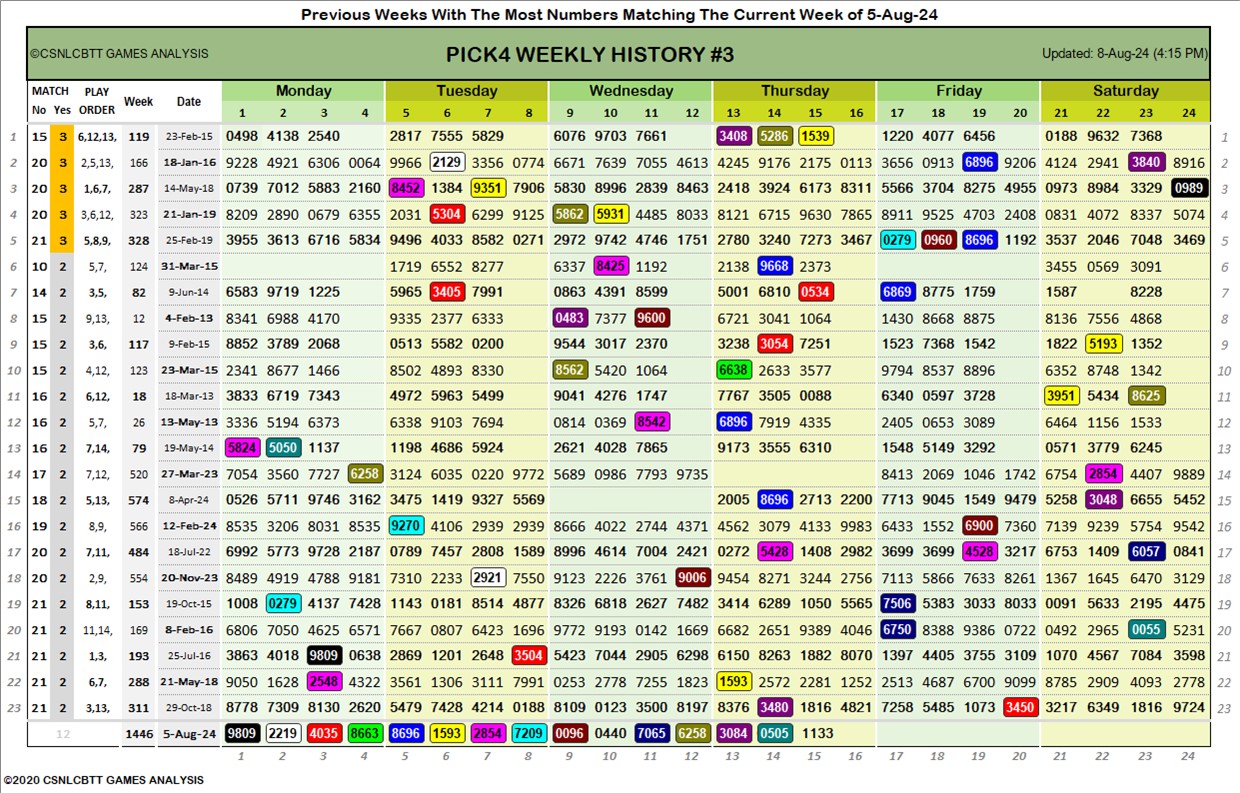 Previous Weeks With The Most Numbers Matching The Current Week of 5-Aug-24
©CSNLCBTT GAMES ANALYSIS PICK4 WEEKLY HISTORY #3 Updated: 8-Aug-24 (4:15 PM)
MATCH PLAY Week Date Monday Tuesday Wednesday Thursday Friday Saturday
No Yes ORDER 1 2 3 4 5 6 7 8 9 10 11 12 13 14 15 16 17 18 19 20 21 22 23 24
1 15 3 6,12,13, 119 23-Feb-15 0498 4138 2540 2817 7555 5829 6076 9703 7661 3408 5286 1539 1220 4077 6456 0188 9632 7368 1
2 20 3 2,5,13, 166 18-Jan-16 9228 4921 6306 0064 9966 2129 3356 0774 6671 7639 7055 4613 4245 9176 2175 0113 3656 0913 6896 9206 4124 2941 3840 8916 2
3 20 3 1,6,7, 287 14-May-18 0739 7012 5883 2160 8452 1384 9351 7906 5830 8996 2839 8463 2418 3924 6173 8311 5566 3704 8275 4955 0973 8984 3329 0989 3
4 20 3 3,6,12, 323 21-Jan-19 8209 2890 0679 6355 2031 5304 6299 9125 5862 5931 4485 8033 8121 6715 9630 7865 8911 9525 4703 2408 0831 4072 8337 5074 4
5 21 3 5,8,9, 328 25-Feb-19 3955 3613 6716 5834 9496 4033 8582 0271 2972 9742 4746 1751 2780 3240 7273 3467 0279 0960 8696 1192 3537 2046 7048 3469 5
6 10 2 5,7, 124 31-Mar-15 1719 6552 8277 6337 8425 1192 2138 9668 2373 3455 0569 3091 6
7 14 2 3,5, 82 9-Jun-14 6583 9719 1225 5965 3405 7991 0863 4391 8599 5001 6810 0534 6869 8775 1759 1587 8228 7
8 15 2 9,13, 12 4-Feb-13 8341 6988 4170 9335 2377 6333 0483 7377 9600 6721 3041 1064 1430 8668 8875 8136 7556 4868 8
9 15 2 3,6, 117 9-Feb-15 8852 3789 2068 0513 5582 0200 9544 3017 2370 3238 3054 7251 1523 7368 1542 1822 5193 1352 9
10 15 2 4,12, 123 23-Mar-15 2341 8677 1466 8502 4893 8330 8562 5420 1064 6638 2633 3577 9794 8537 8896 6352 8748 1342 10
11 16 2 6,12, 18 18-Mar-13 3833 6719 7343 4972 5963 5499 9041 4276 1747 7767 3505 0088 6340 0597 3728 3951 5434 8625 11
12 16 2 5,7, 26 13-May-13 3336 5194 6373 6338 9103 7694 0814 0369 8542 6896 7919 4335 2405 0653 3089 6464 1156 1533 12
13 16 2 7,14, 79 19-May-14 5824 5050 1137 1198 4686 5924 2621 4028 7865 9173 3555 6310 1548 5149 3292 0571 3779 6245 13
14 17 2 7,12, 520 27-Mar-23 7054 3560 7727 6258 3124 6035 0220 9772 5689 0986 7793 9735 8413 2069 1046 1742 6754 2854 4407 9889 14
15 18 2 5,13, 574 8-Apr-24 0526 5711 9746 3162 3475 1419 9327 5569 2005 8696 2713 2200 7713 9045 1549 9479 5258 3048 6655 5452 15
16 19 2 8,9, 566 12-Feb-24 8535 3206 8031 8535 9270 4106 2939 2939 8666 4022 2744 4371 4562 3079 4133 9983 6433 1552 6900 7360 7139 9239 5754 9542 16
17 20 2 7,11, 484 18-Jul-22 6992 5773 9728 2187 0789 7457 2808 1589 8996 4614 7004 2421 0272 5428 1408 2982 3699 3699 4528 3217 6753 1409 6057 0841 17
18 20 2 2,9, 554 20-Nov-23 8489 4919 4788 9181 7310 2233 2921 7550 9123 2226 3761 9006 9454 8271 3244 2756 7113 5866 7633 8261 1367 1645 6470 3129 18
19 21 2 8,11, 153 19-Oct-15 1008 0279 4137 7428 1143 0181 8514 4877 8326 6818 2627 7482 3414 6289 1050 5565 7506 5383 3033 8033 0091 5633 2195 4475 19
20 21 2 11,14, 169 8-Feb-16 6806 7050 4625 6571 7667 0116 6423 1696 9772 9193 0142 1669 6682 2651 9389 4046 6750 8388 9386 0722 0492 2965 0055 5231 20
21 21 2 1,3, 193 25-Jul-16 3863 4018 9809 0638 2869 1201 2648 3504 5423 7044 2905 6298 6150 8263 1882 8070 1397 4405 3755 3109 1070 4567 7084 3598 21
22 21 2 6,7, 288 21-May-18 9050 1628 2548 4322 3561 1306 3111 7991 0253 2778 7255 1823 1593 2572 2281 1252 2513 4687 6700 9099 8785 2909 4093 2778 22
23 21 2 3,13, 311 29-Oct-18 8778 7309 8130 2620 5479 7428 4214 0188 8109 0123 3500 8197 8376 3480 1816 4821 7258 5485 1073 3450 3217 6349 1816 9724 23
12 1446 5-Aug-24 9809 2219 4035 8663 8696 1593 2854 7209 0096 0440 7065 6258 3084 0505 1133
1 2 3 4 5 6 7 8 9 10 11 12 13 14 15 16 17 18 19 20 21 22 23 24
©2020 CSNLCBTT GAMES ANALYSIS